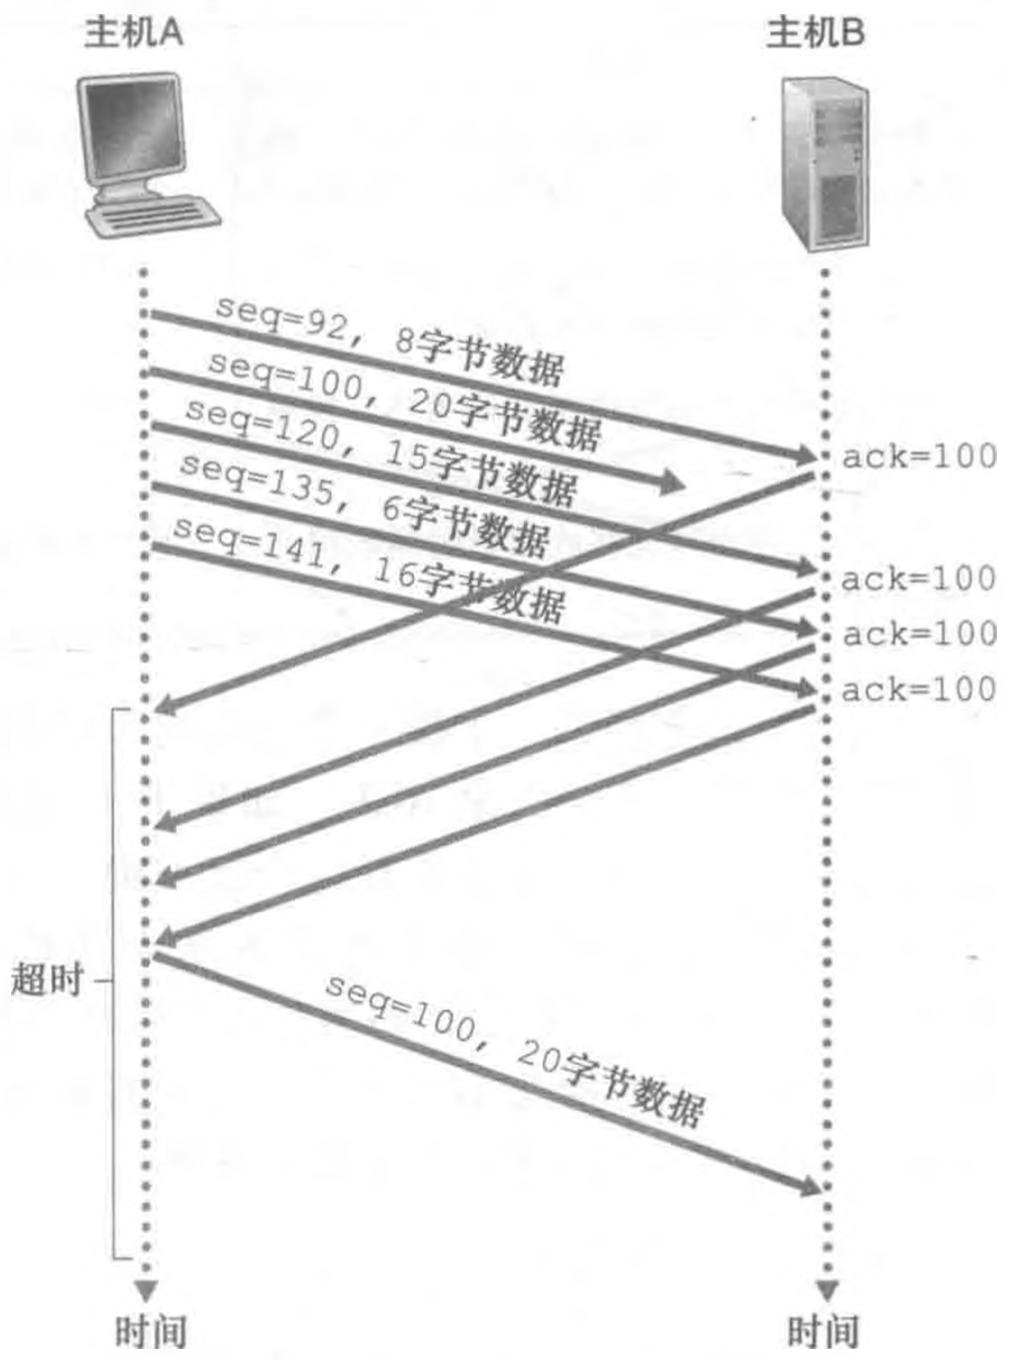 主机A
主机B
seq=92, 8字节数据
seq=100, 20字节数据
seq=120, 15字节数据
seq=135, 6字节数据
seq=141, 16字节数据
ack=100
ack=100
ack=100
ack=100
超时
seq=100, 20字节数据
时间
时间